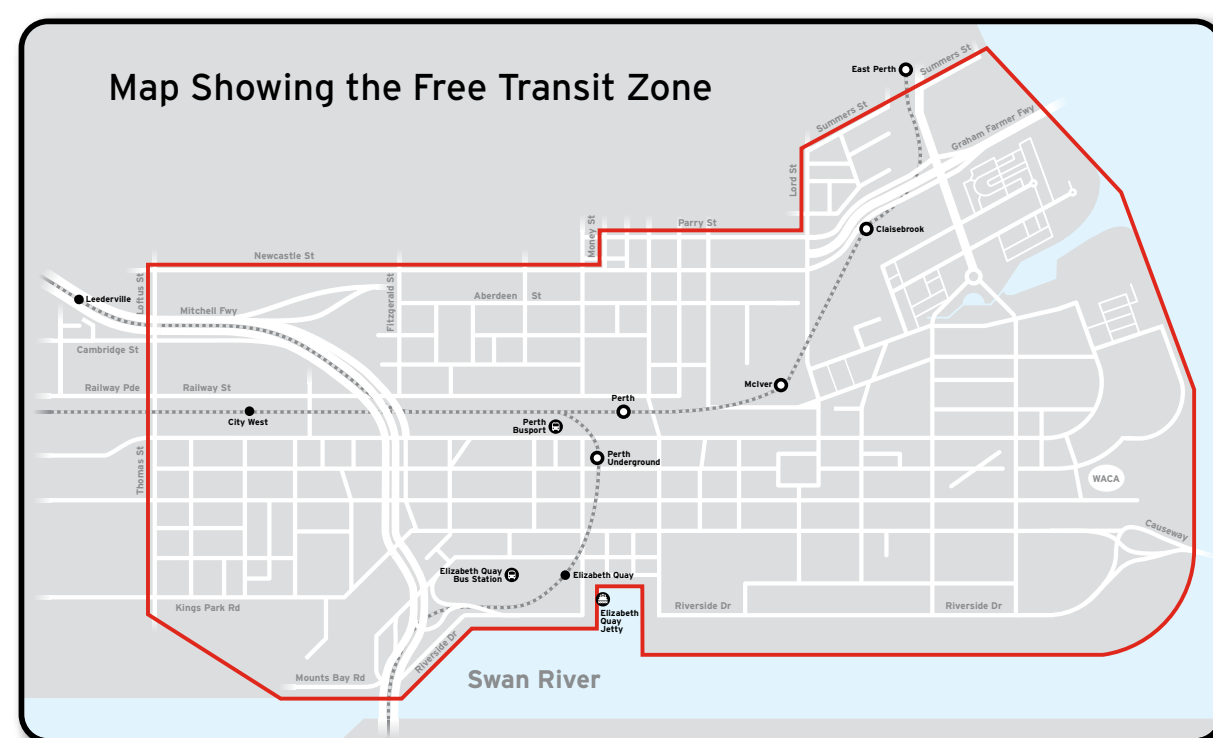 Map Showing the Free Transit Zone
East Perth
Summers St
Summers St
Graham Farmer Fwy
Lord St
Money St
Parry St
Claisebrook
Newcastle St
Loftus St
Leederville
Mitchell Fwy
Fitzgerald St
Aberdeen St
Cambridge St
Railway Pde
Railway St
McIver
Perth
City West
Perth
Busport
Perth
Underground
Thomas St
WACA
Causeway
Elizabeth Quay
Bus Station
Elizabeth Quay
Elizabeth
Quay
Jetty
Kings Park Rd
Riverside Dr
Riverside Dr
Riverside Dr
Mounts Bay Rd
Swan River